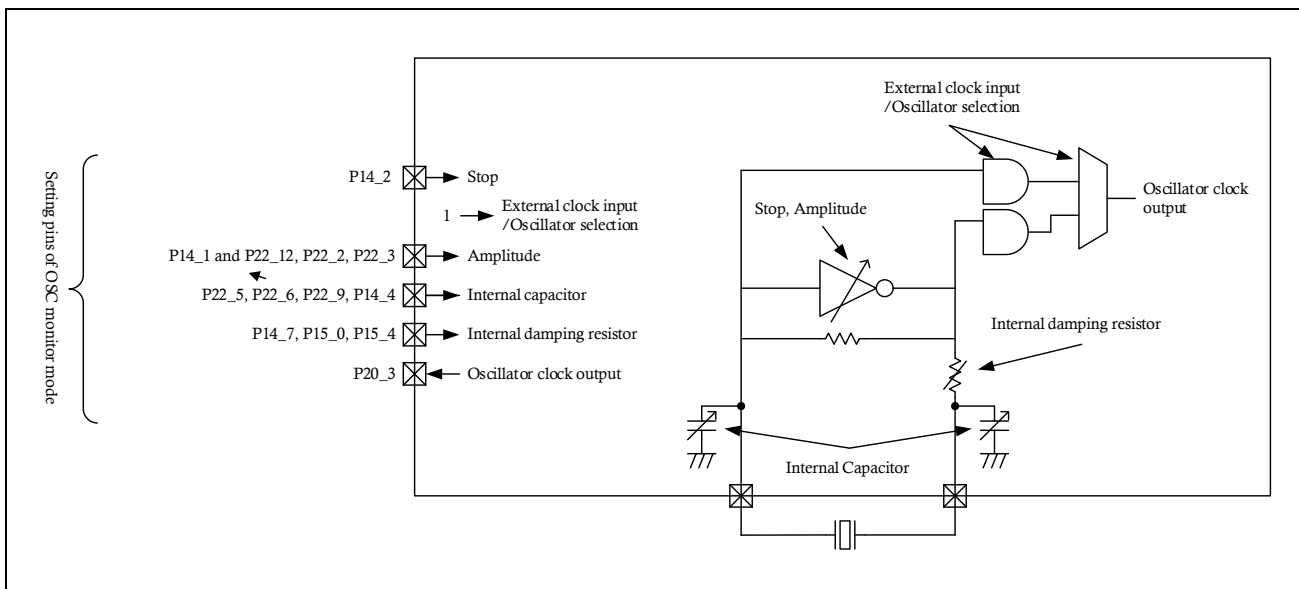 Setting pins of OSC monitor mode
P14_2
Stop
1
External clock input
/Oscillator selection
P14_1 and P22_12, P22_2, P22_3
Amplitude
P22_5, P22_6, P22_9, P14_4
Internal capacitor
P14_7, P15_0, P15_4
Internal damping resistor
P20_3
Oscillator clock output
External clock input
/Oscillator selection
Oscillator clock
output
Stop, Amplitude
Internal damping resistor
Internal Capacitor